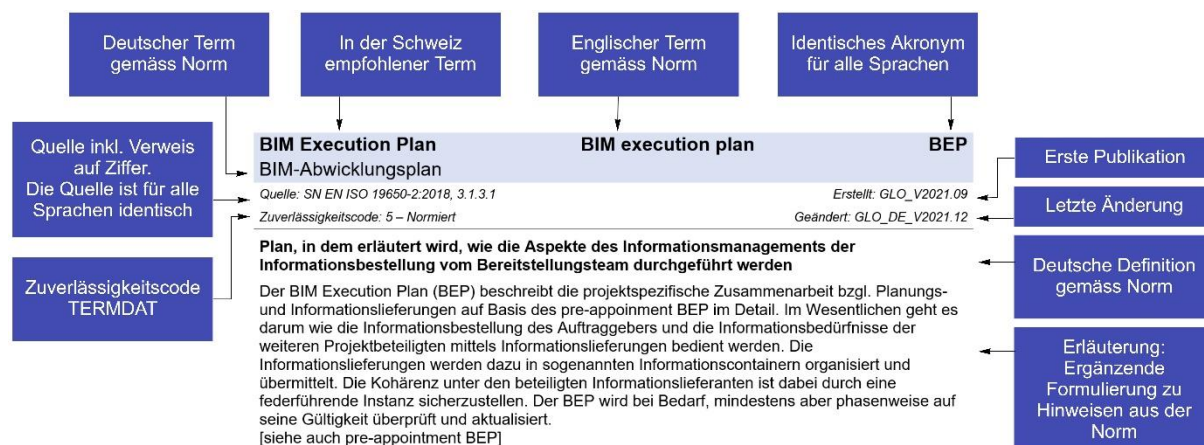 Deutscher Term
gemäss Norm
In der Schweiz
empfohlener Term
Englischer Term
gemäss Norm
Identisches Akronym
für alle Sprachen
Quelle inkl. Verweis
auf Ziffer.
Die Quelle ist für alle
Sprachen identisch
Zuverlässigkeitscode
TERMDAT
BIM Execution Plan BIM execution plan BEP
BIM-Abwicklungsplan
Quelle: SN EN ISO 19650-2:2018, 3.1.3.1 Erstellt: GLO_V2021.09
Zuverlässigkeitscode: 5 – Normiert Geändert: GLO_DE_V2021.12
Plan, in dem erläutert wird, wie die Aspekte des Informationsmanagements der
Informationsbestellung vom Bereitstellungsteam durchgeführt werden
Der BIM Execution Plan (BEP) beschreibt die projektspezifische Zusammenarbeit bzgl. Planungs-
und Informationslieferungen auf Basis des pre-appoinment BEP im Detail. Im Wesentlichen geht es
darum wie die Informationsbestellung des Auftraggebers und die Informationsbedürfnisse der
weiteren Projektbeteiligten mittels Informationslieferungen bedient werden. Die
Informationslieferungen werden dazu in sogenannten Informationscontainern organisiert und
übermittelt. Die Kohärenz unter den beteiligten Informationslieferanten ist dabei durch eine
federführende Instanz sicherzustellen. Der BEP wird bei Bedarf, mindestens aber phasenweise auf
seine Gültigkeit überprüft und aktualisiert.
[siehe auch pre-appointment BEP]
Erste Publikation
Letzte Änderung
Deutsche Definition
gemäss Norm
Erläuterung:
Ergänzende
Formulierung zu
Hinweisen aus der
Norm